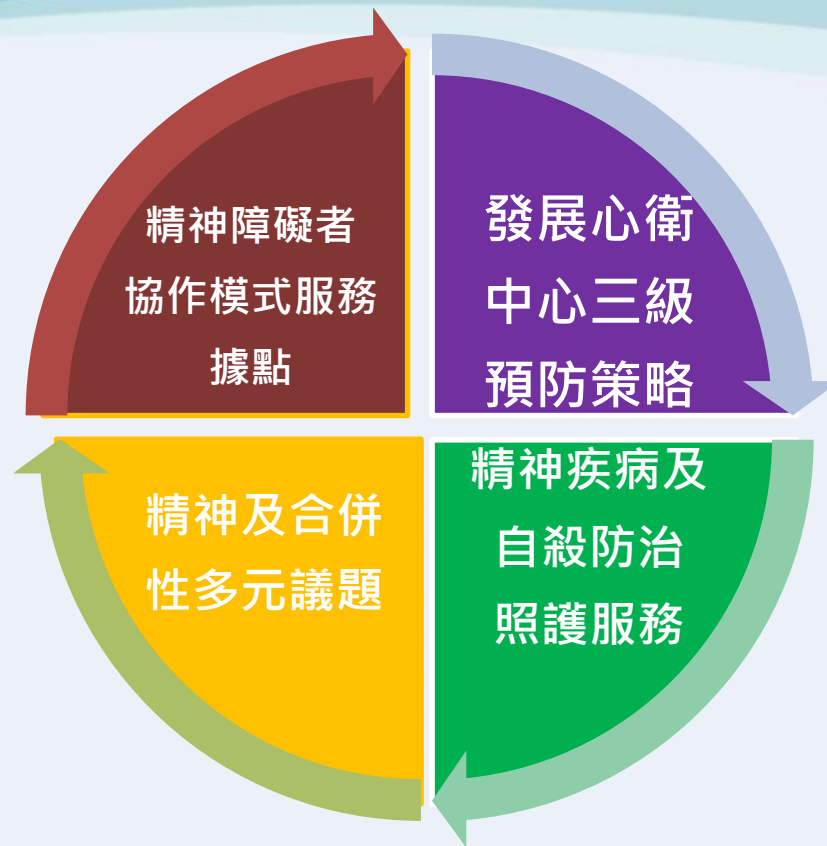 精神障礙者
協作模式服務
據點
發展心衛
中心三級
預防策略
精神及合併
性多元議題
精神疾病及
自殺防治
照護服務